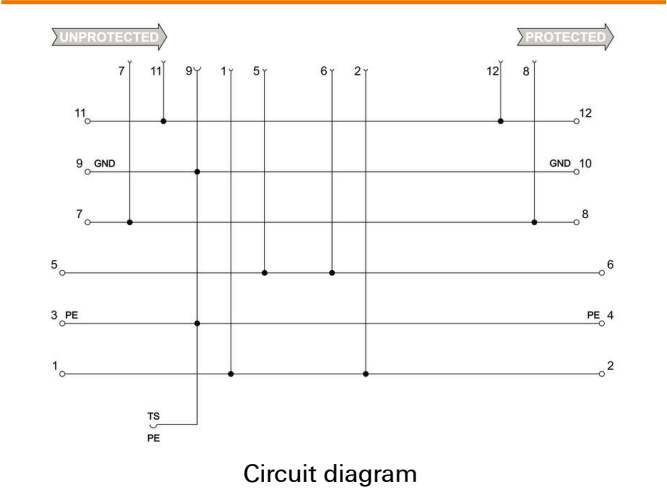 UNPROTECTED PROTECTED
7 11 9 1 5 6 2 12 8
11 12
9 GND GND 10
7 8
5 6
3 PE PE 4
1 2
TS
PE
Circuit diagram